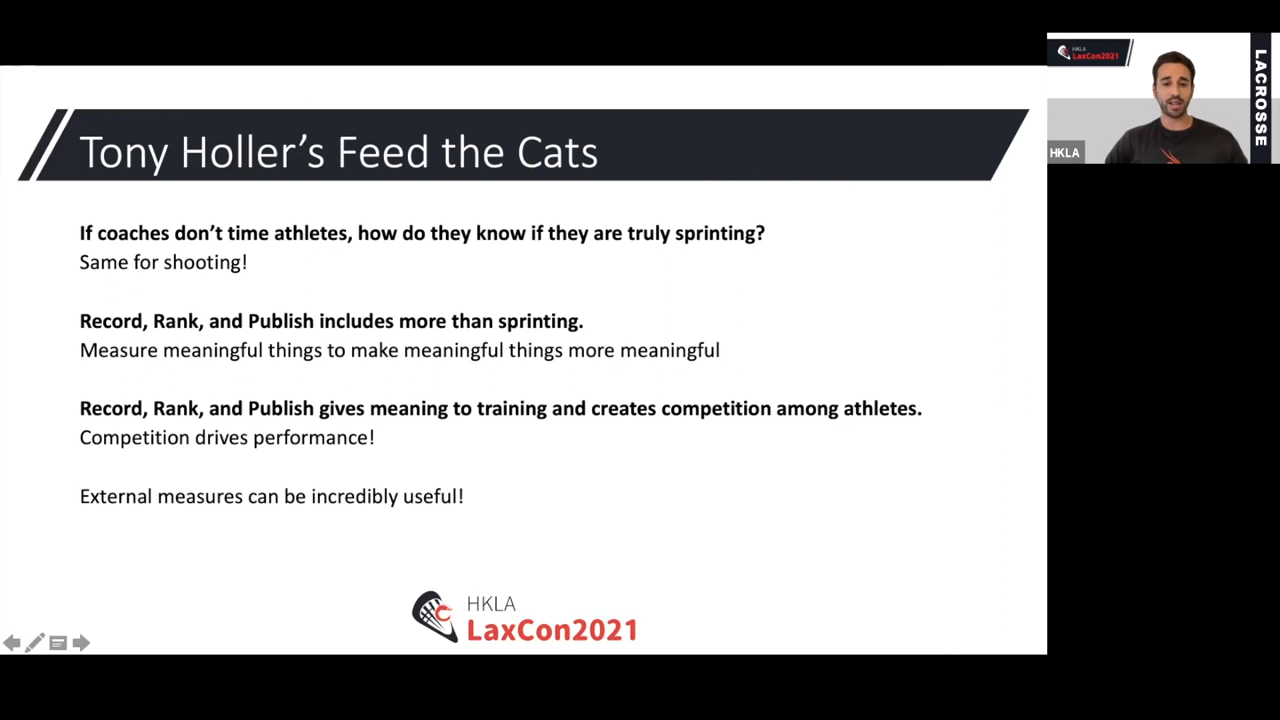 Tony Holler's Feed the Cats
If coaches don't time athletes, how do they know if they are truly sprinting?
Same for shooting!
Record, Rank, and Publish includes more than sprinting.
Measure meaningful things to make meaningful things more meaningful
Record, Rank, and Publish gives meaning to training and creates competition among athletes.
Competition drives performance!
External measures can be incredibly useful!
HKLA
LaxCon2021
HKLA
LaxCon2021
LACROSSE
HKLA